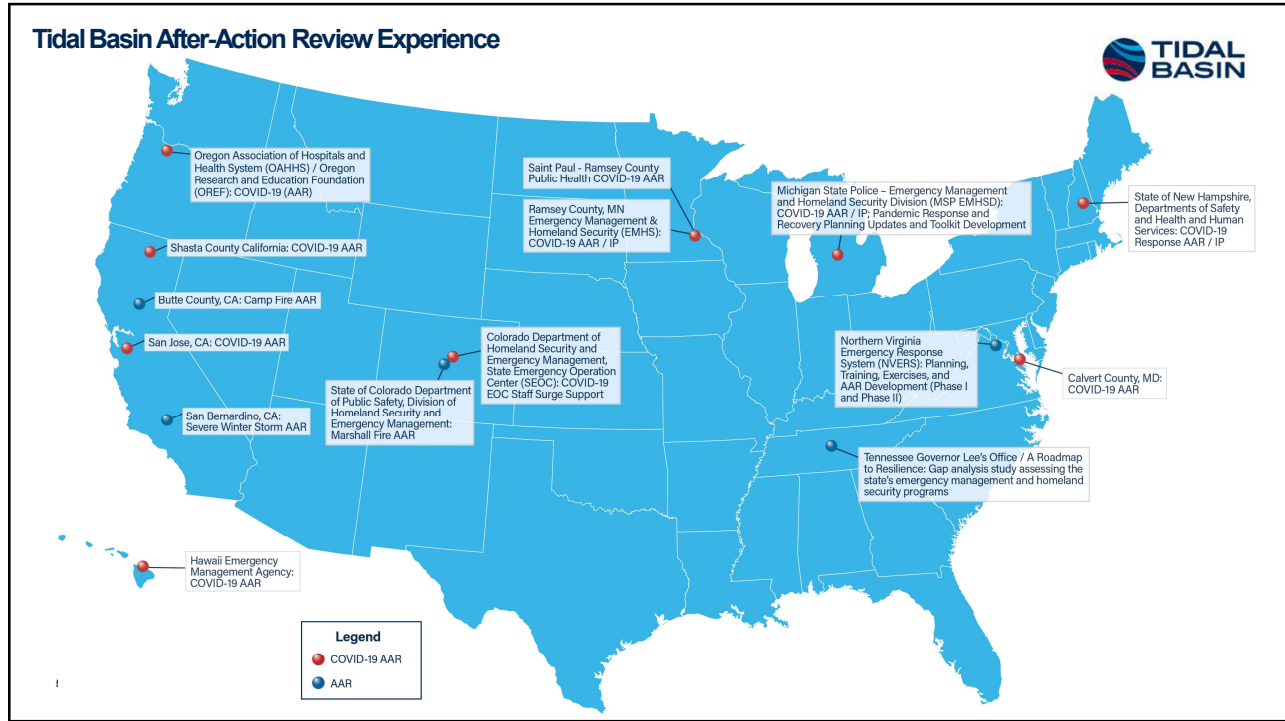 Tidal Basin After-Action Review Experience
TIDAL
BASIN
Oregon Association of Hospitals and
Health System (OAHHS) / Oregon
Research and Education Foundation
(OREF): COVID-19 (AAR)
Shasta County California: COVID-19 AAR
Butte County, CA: Camp Fire AAR
San Jose, CA: COVID-19 AAR
San Bernardino, CA:
Severe Winter Storm AAR
Saint Paul - Ramsey County
Public Health COVID-19 AAR
Ramsey County, MN
Emergency Management &
Homeland Security (EMHS):
COVID-19 AAR / IP
Michigan State Police – Emergency Management
and Homeland Security Division (MSP EMHSD):
COVID-19 AAR / IP; Pandemic Response and
Recovery Planning Updates and Toolkit Development
State of New Hampshire,
Departments of Safety
and Health and Human
Services: COVID-19
Response AAR / IP
Colorado Department of
Homeland Security and
Emergency Management,
State Emergency Operation
Center (SEOC): COVID-19
EOC Staff Surge Support
State of Colorado Department
of Public Safety, Division of
Homeland Security and
Emergency Management:
Marshall Fire AAR
Northern Virginia
Emergency Response
System (NVERS): Planning,
Training, Exercises, and
AAR Development (Phase I
and Phase II)
Calvert County, MD:
COVID-19 AAR
Tennessee Governor Lee's Office / A Roadmap
to Resilience: Gap analysis study assessing the
state's emergency management and homeland
security programs
Hawaii Emergency
Management Agency:
COVID-19 AAR
Legend
COVID-19 AAR
AAR